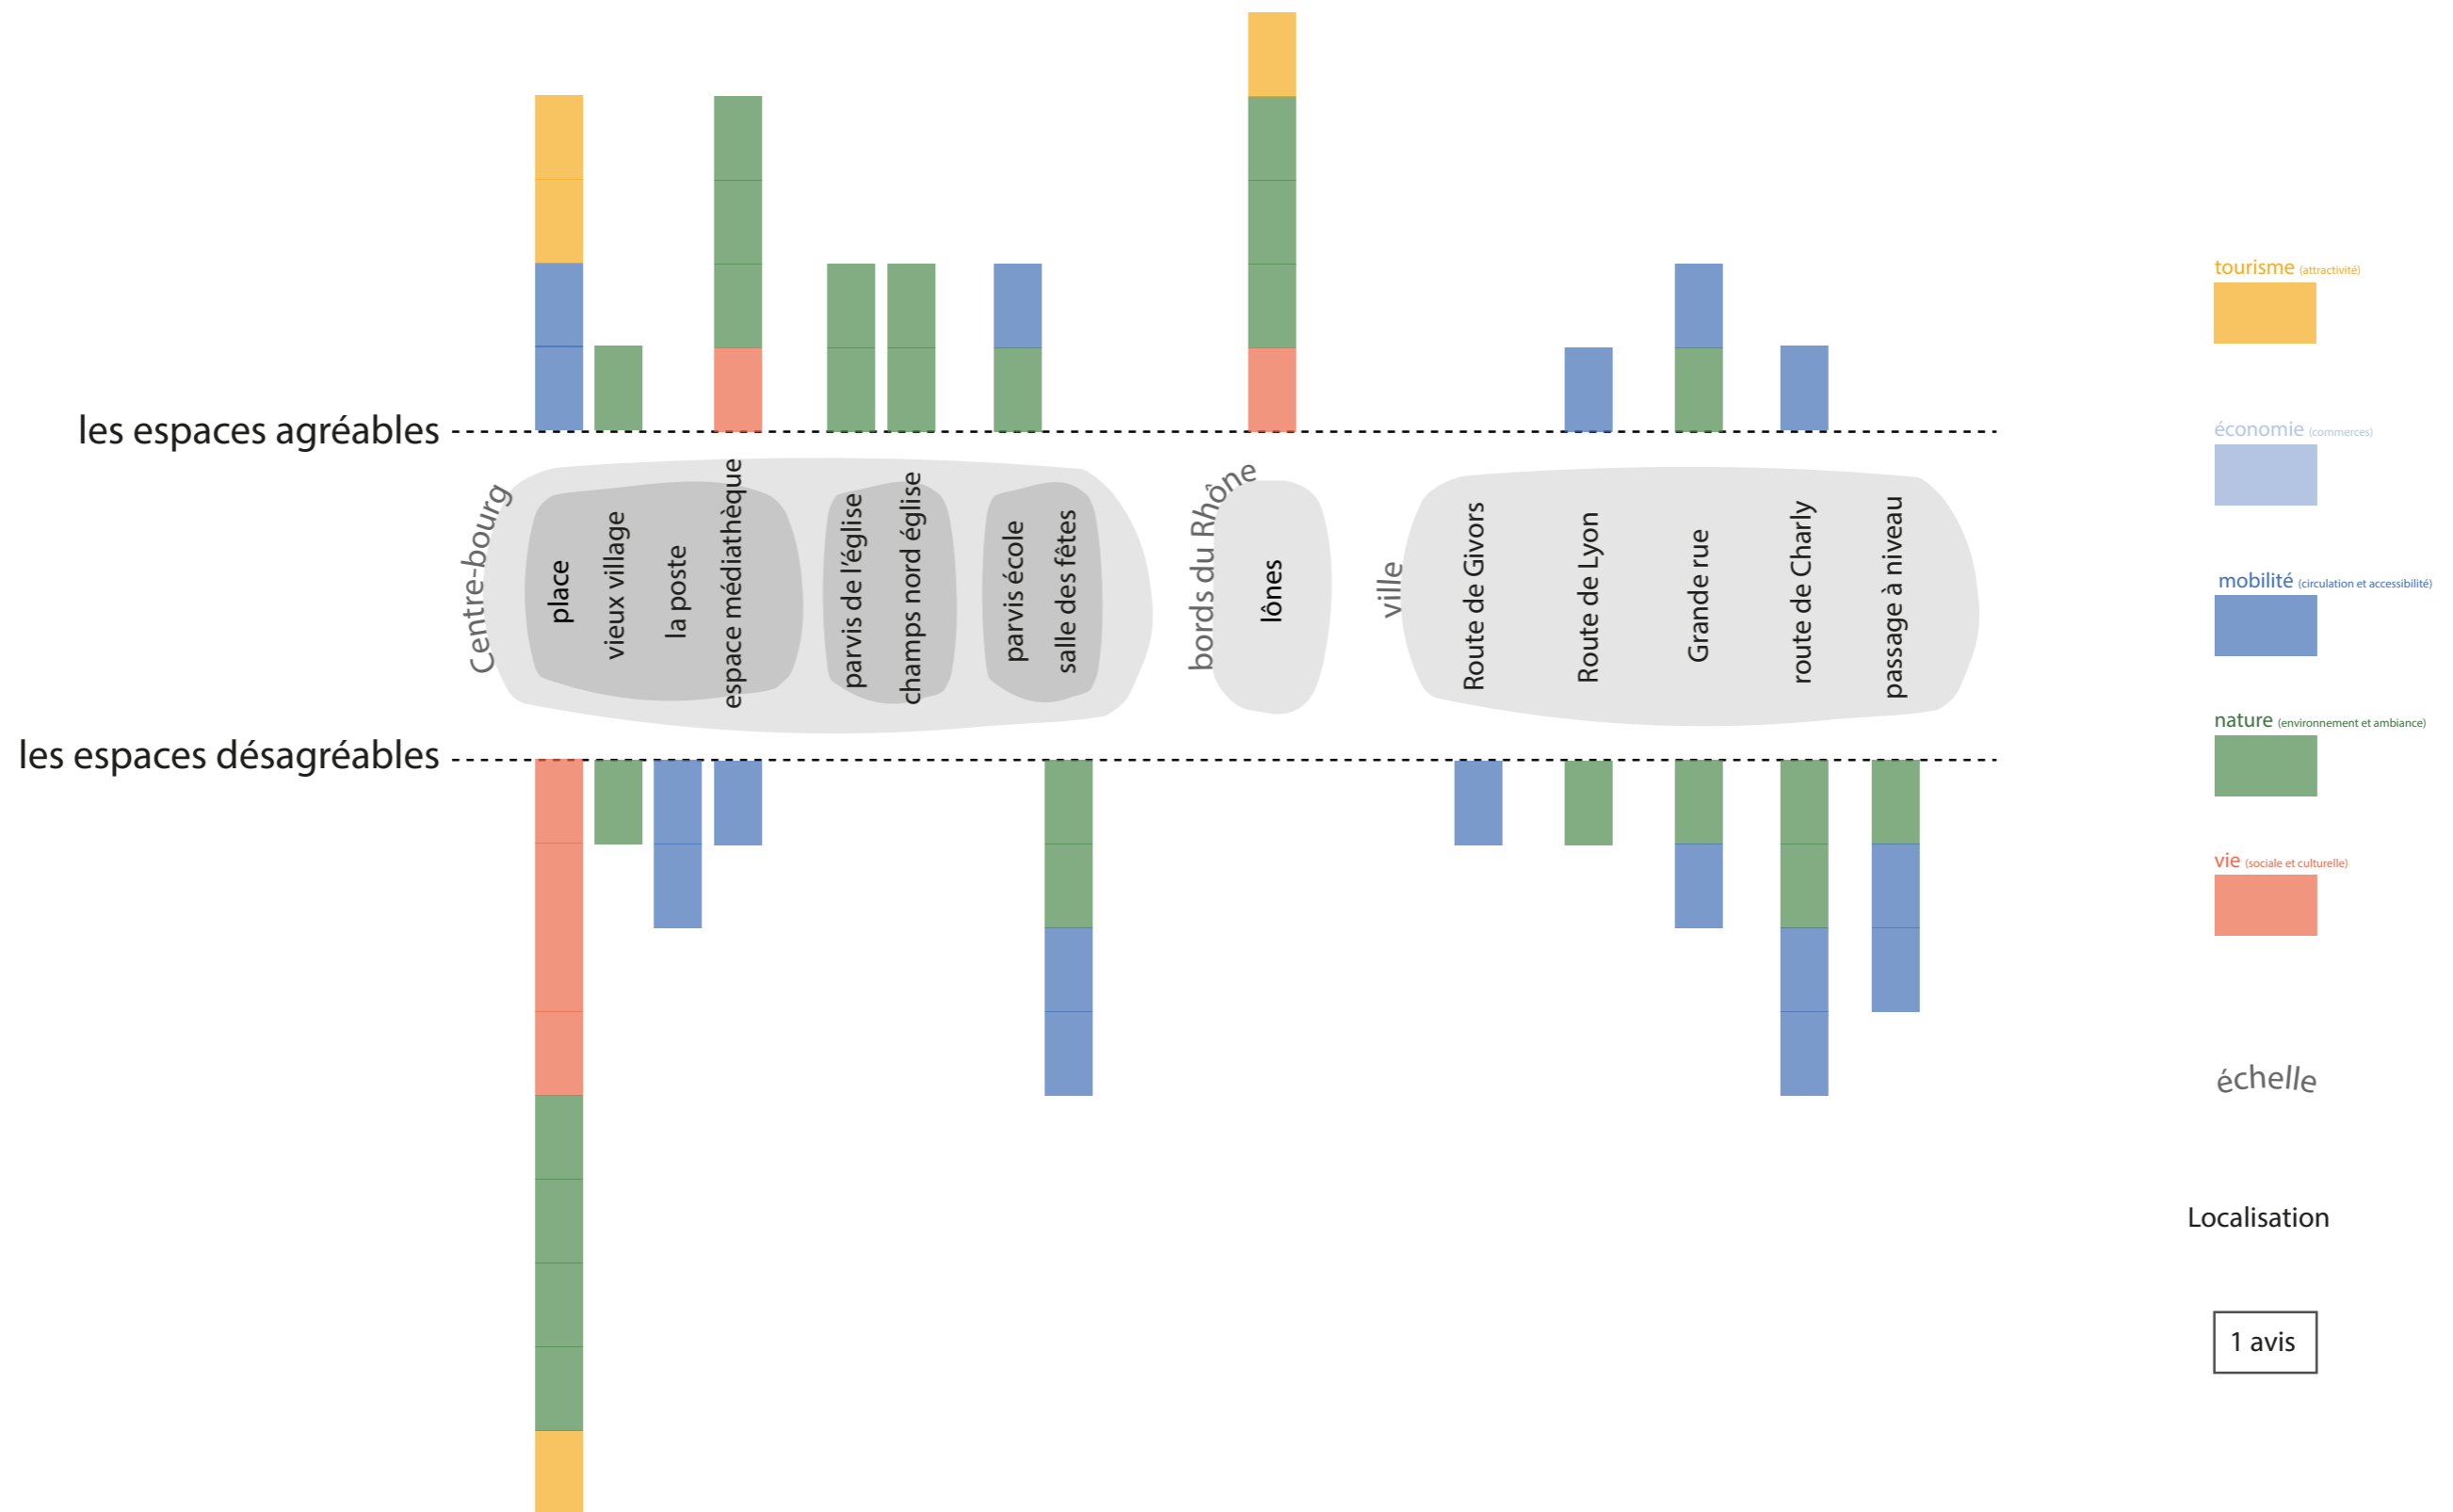 les espaces agréables
Centre-bourg
place
vieux village
la poste
espace médiathèque
parvis de l'église
champs nord église
parvis école
salle des fêtes
bords du Rhône
lônes
ville
Route de Givors
Route de Lyon
Grande rue
route de Charly
passage à niveau
les espaces désagréables
tourisme (attractivité)
économie (commerces)
mobilité (circulation et accessibilité)
nature (environnement et ambiance)
vie (sociale et culturelle)
échelle
Localisation
1 avis